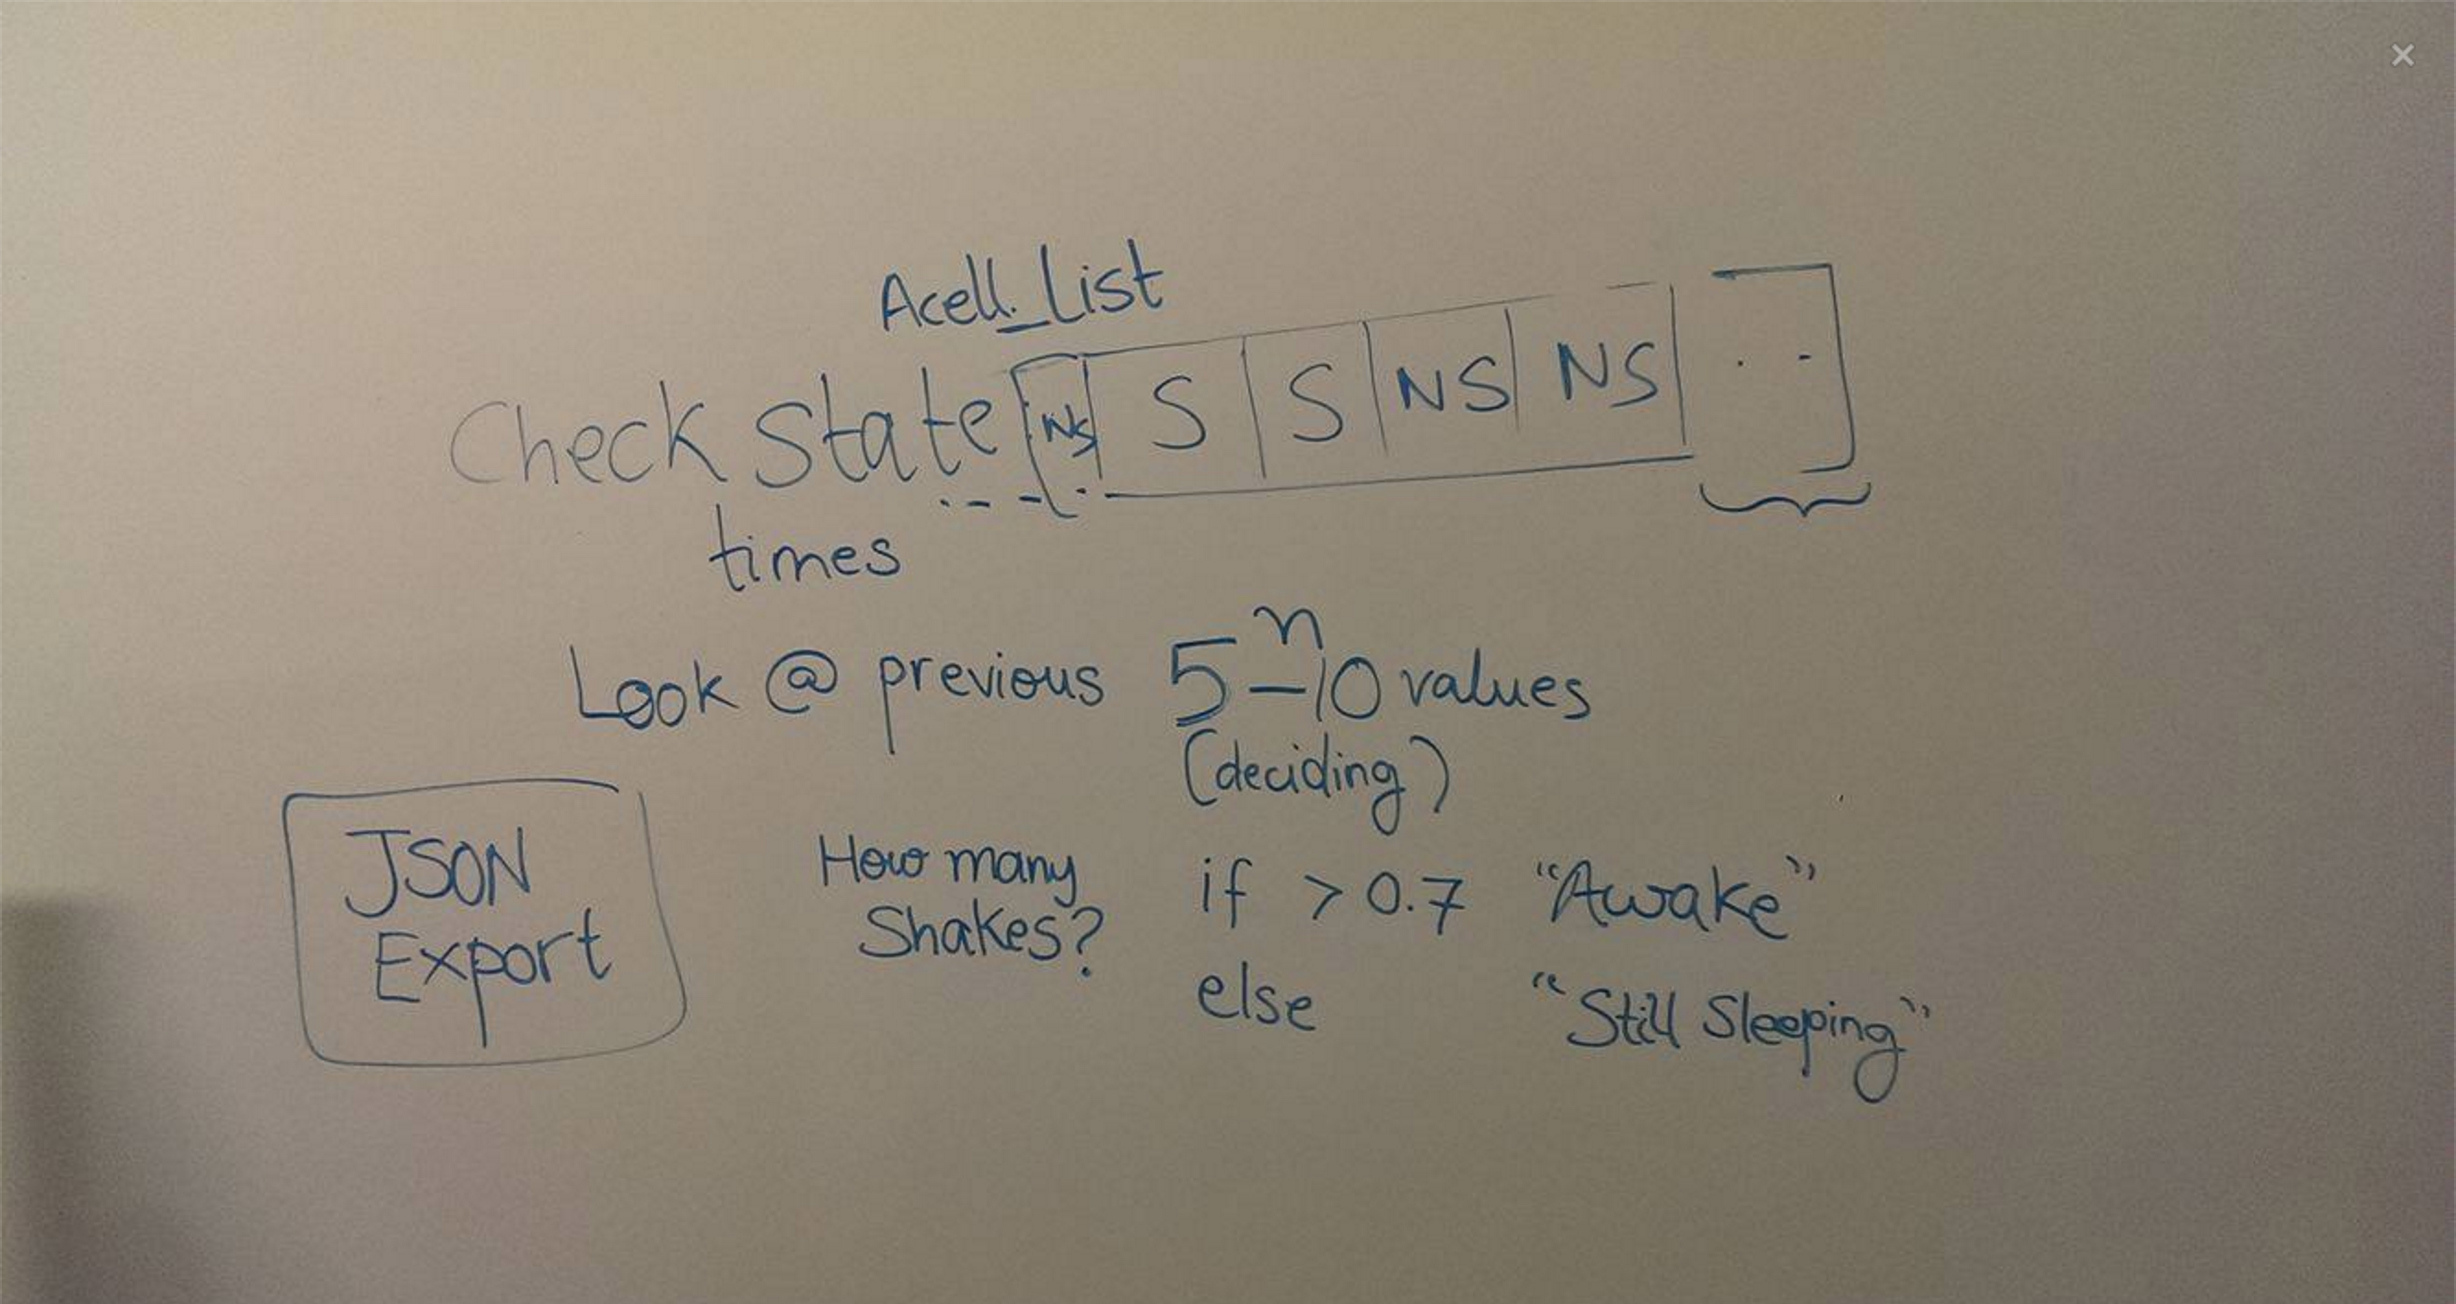 Acell_List
Check State [NS | S | S | NS | NS | . . ]
times
n
Look @ previous 5-10 values
(deciding)
JSON
Export
How many
Shakes?
if > 0.7 "Awake"
else "Still Sleeping"